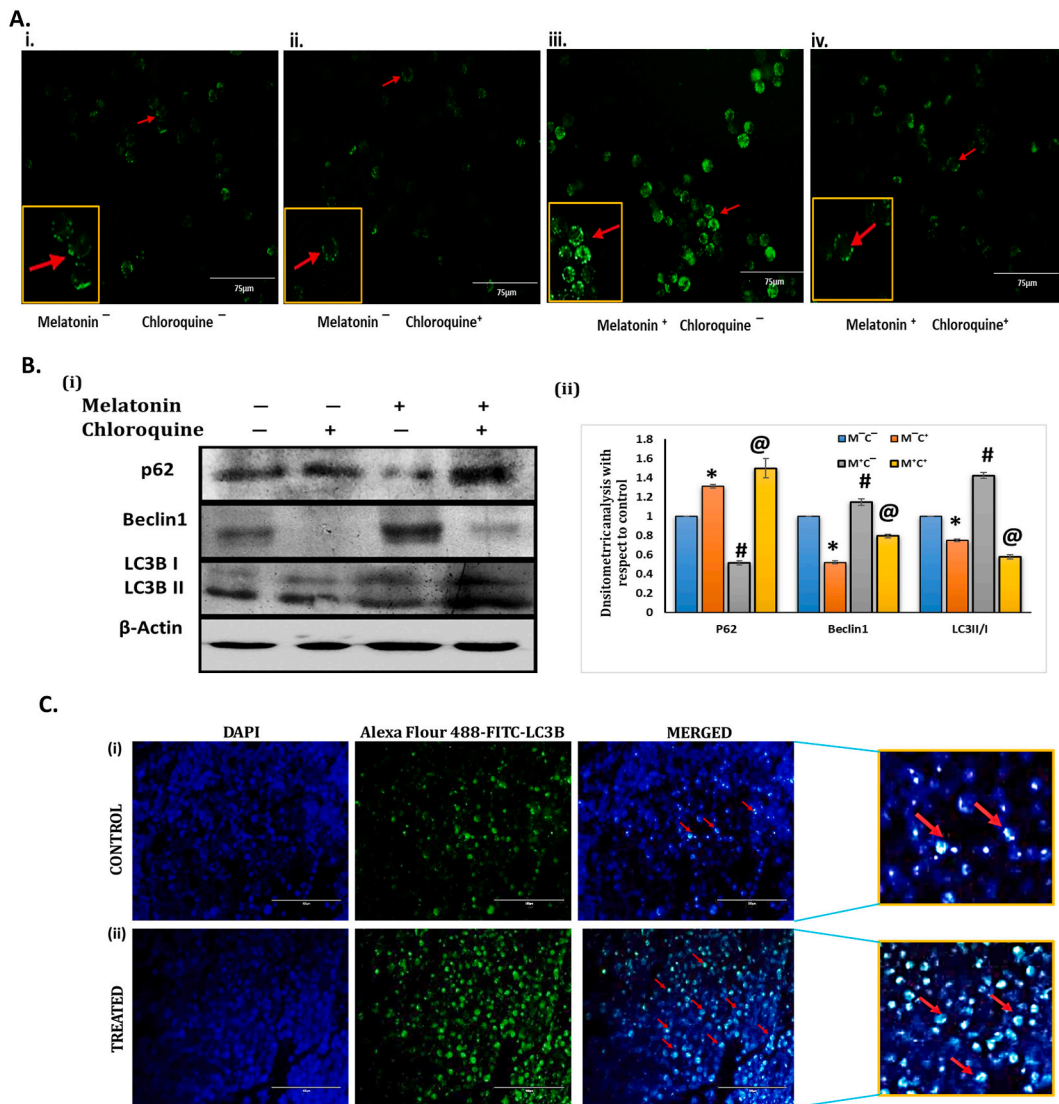 A.
i.
ii.
iii.
iv.
75μm
75μm
75μm
75μm
Melatonin – Chloroquine –
Melatonin – Chloroquine+
Melatonin + Chloroquine –
Melatonin + Chloroquine+
B.
(i)
Melatonin – – + +
Chloroquine – + – +
p62
Beclin1
LC3B I
LC3B II
β-Actin
(ii)
Dnsitometrric analysis with
respect to control
1.8
1.6
1.4
1.2
1
0.8
0.6
0.4
0.2
0
M–C–
M–C+
M+C–
M+C+
* # @
* # @
* # @
P62
Beclin1
LC3II/I
C.
DAPI
Alexa Flour 488-FITC-LC3B
MERGED
(i)
CONTROL
(ii)
TREATED